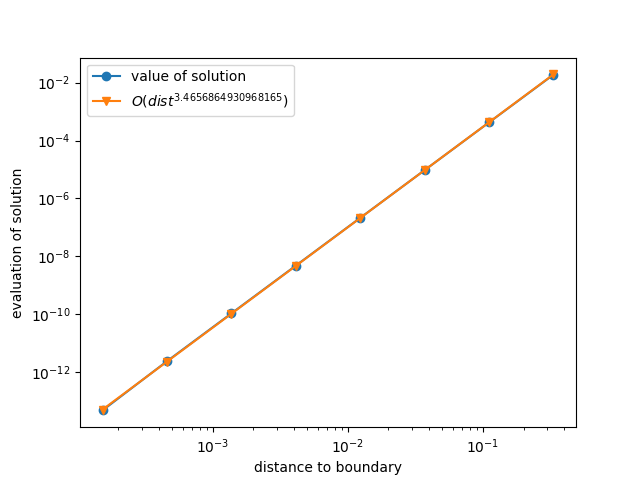 value of solution
$O(dist^{3.4656864930968165})$
evaluation of solution
10⁻²
10⁻⁴
10⁻⁶
10⁻⁸
10⁻¹⁰
10⁻¹²
10⁻³ 10⁻² 10⁻¹
distance to boundary